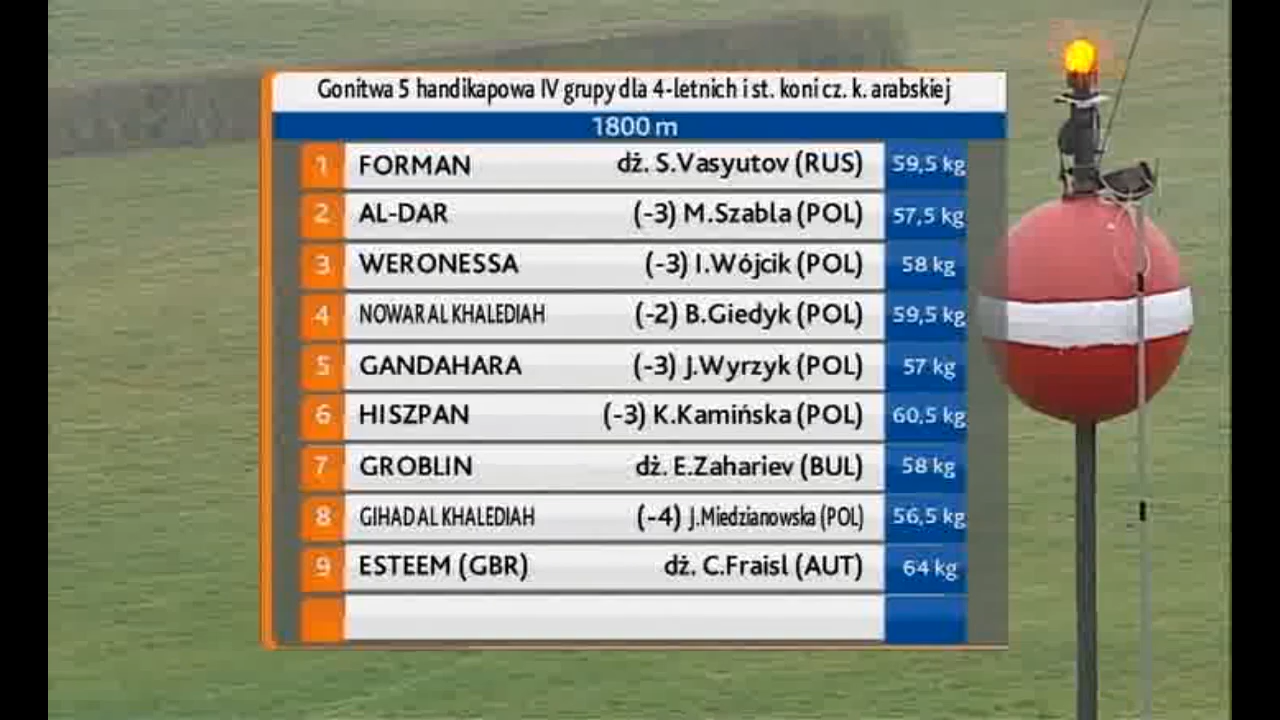 Gonitwa 5 handikapowa IV grupy dla 4-letnich i st. koni cz. k. arabskiej
1800 m
1 FORMAN dż. S.Vasyutov (RUS) 59,5 kg
2 AL-DAR (-3) M.Szabla (POL) 57,5 kg
3 WERONESSA (-3) I.Wójcik (POL) 58 kg
4 NOWAR AL KHALEDIAH (-2) B.Giedyk (POL) 59,5 kg
5 GANDAHARA (-3) J.Wyrzyk (POL) 57 kg
6 HISZPAN (-3) K.Kamińska (POL) 60,5 kg
7 GROBLIN dż. E.Zahariev (BUL) 58 kg
8 GIHAD AL KHALEDIAH (-4) J.Miedzianowska (POL) 56,5 kg
9 ESTEEM (GBR) dż. C.Fraisl (AUT) 64 kg